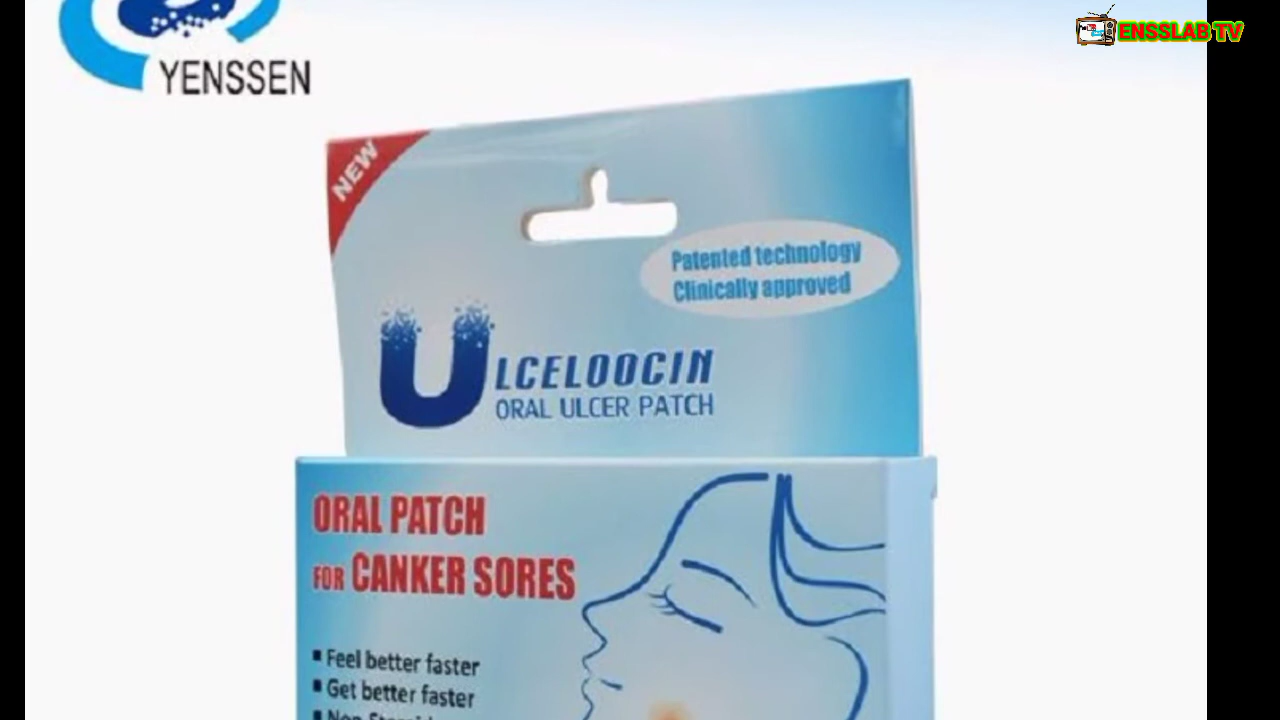 ENSSLAB TV
YENSSEN
NEW
Patented technology
Clinically approved
ULCELOOCIN
ORAL ULCER PATCH
ORAL PATCH
FOR CANKER SORES
▪ Feel better faster
▪ Get better faster